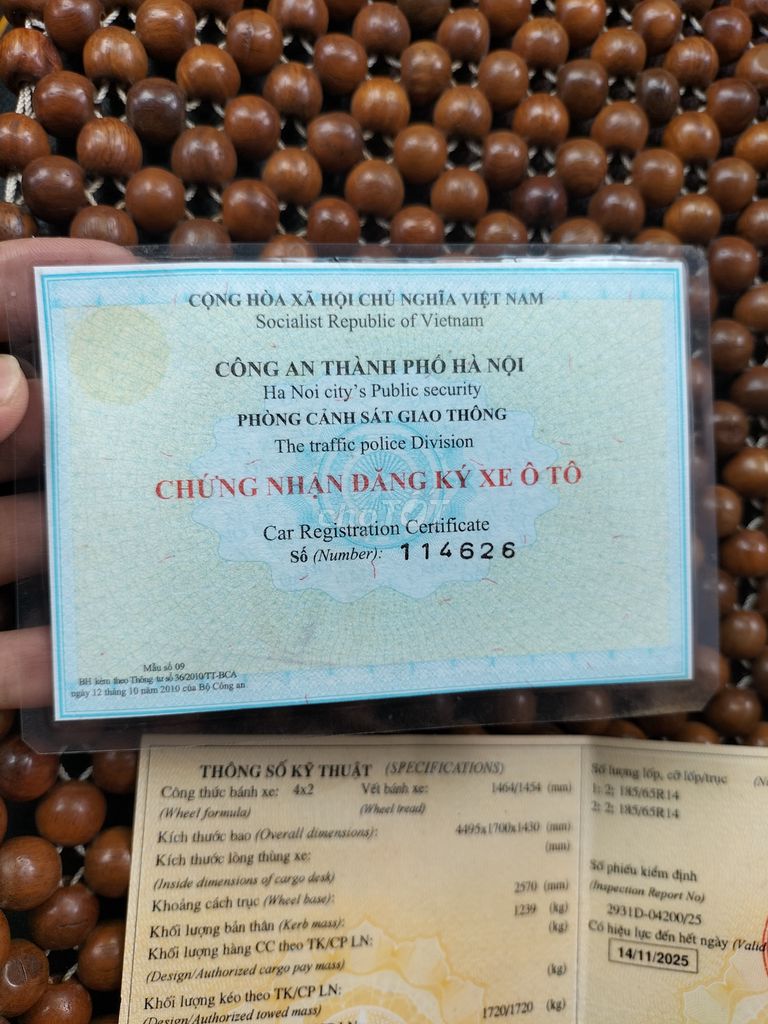 CỘNG HÒA XÃ HỘI CHỦ NGHĨA VIỆT NAM
Socialist Republic of Vietnam
CÔNG AN THÀNH PHỐ HÀ NỘI
Ha Noi city's Public security
PHÒNG CẢNH SÁT GIAO THÔNG
The traffic police Division
CHỨNG NHẬN ĐĂNG KÝ XE Ô TÔ
chợTỐT
Car Registration Certificate
Số (Number): 114626
Mẫu số 09
BH kèm theo Thông tư số 36/2010/TT-BCA
ngày 12 tháng 10 năm 2010 của Bộ Công an
THÔNG SỐ KỸ THUẬT (SPECIFICATIONS)
Công thức bánh xe: 4x2 Vết bánh xe: 1464/1454 (mm)
(Wheel formula) (Wheel tread)
Kích thước bao (Overall dimensions): 4495x1700x1430 (mm)
Kích thước lòng thùng xe: (mm)
(Inside dimensions of cargo desk)
Khoảng cách trục (Wheel base): 2570 (mm)
Khối lượng bản thân (Kerb mass): 1239 (kg)
Khối lượng hàng CC theo TK/CP LN: (kg)
(Design/Authorized cargo pay mass)
Khối lượng kéo theo TK/CP LN: (kg)
(Design/Authorized towed mass)
1720/1720 (kg)
Số lượng lốp, cỡ lốp/trục
1: 2; 185/65R14
2: 2; 185/65R14
Số phiếu kiểm định
(Inspection Report No)
2931D-04200/25
Có hiệu lực đến hết ngày (Valid
14/11/2025